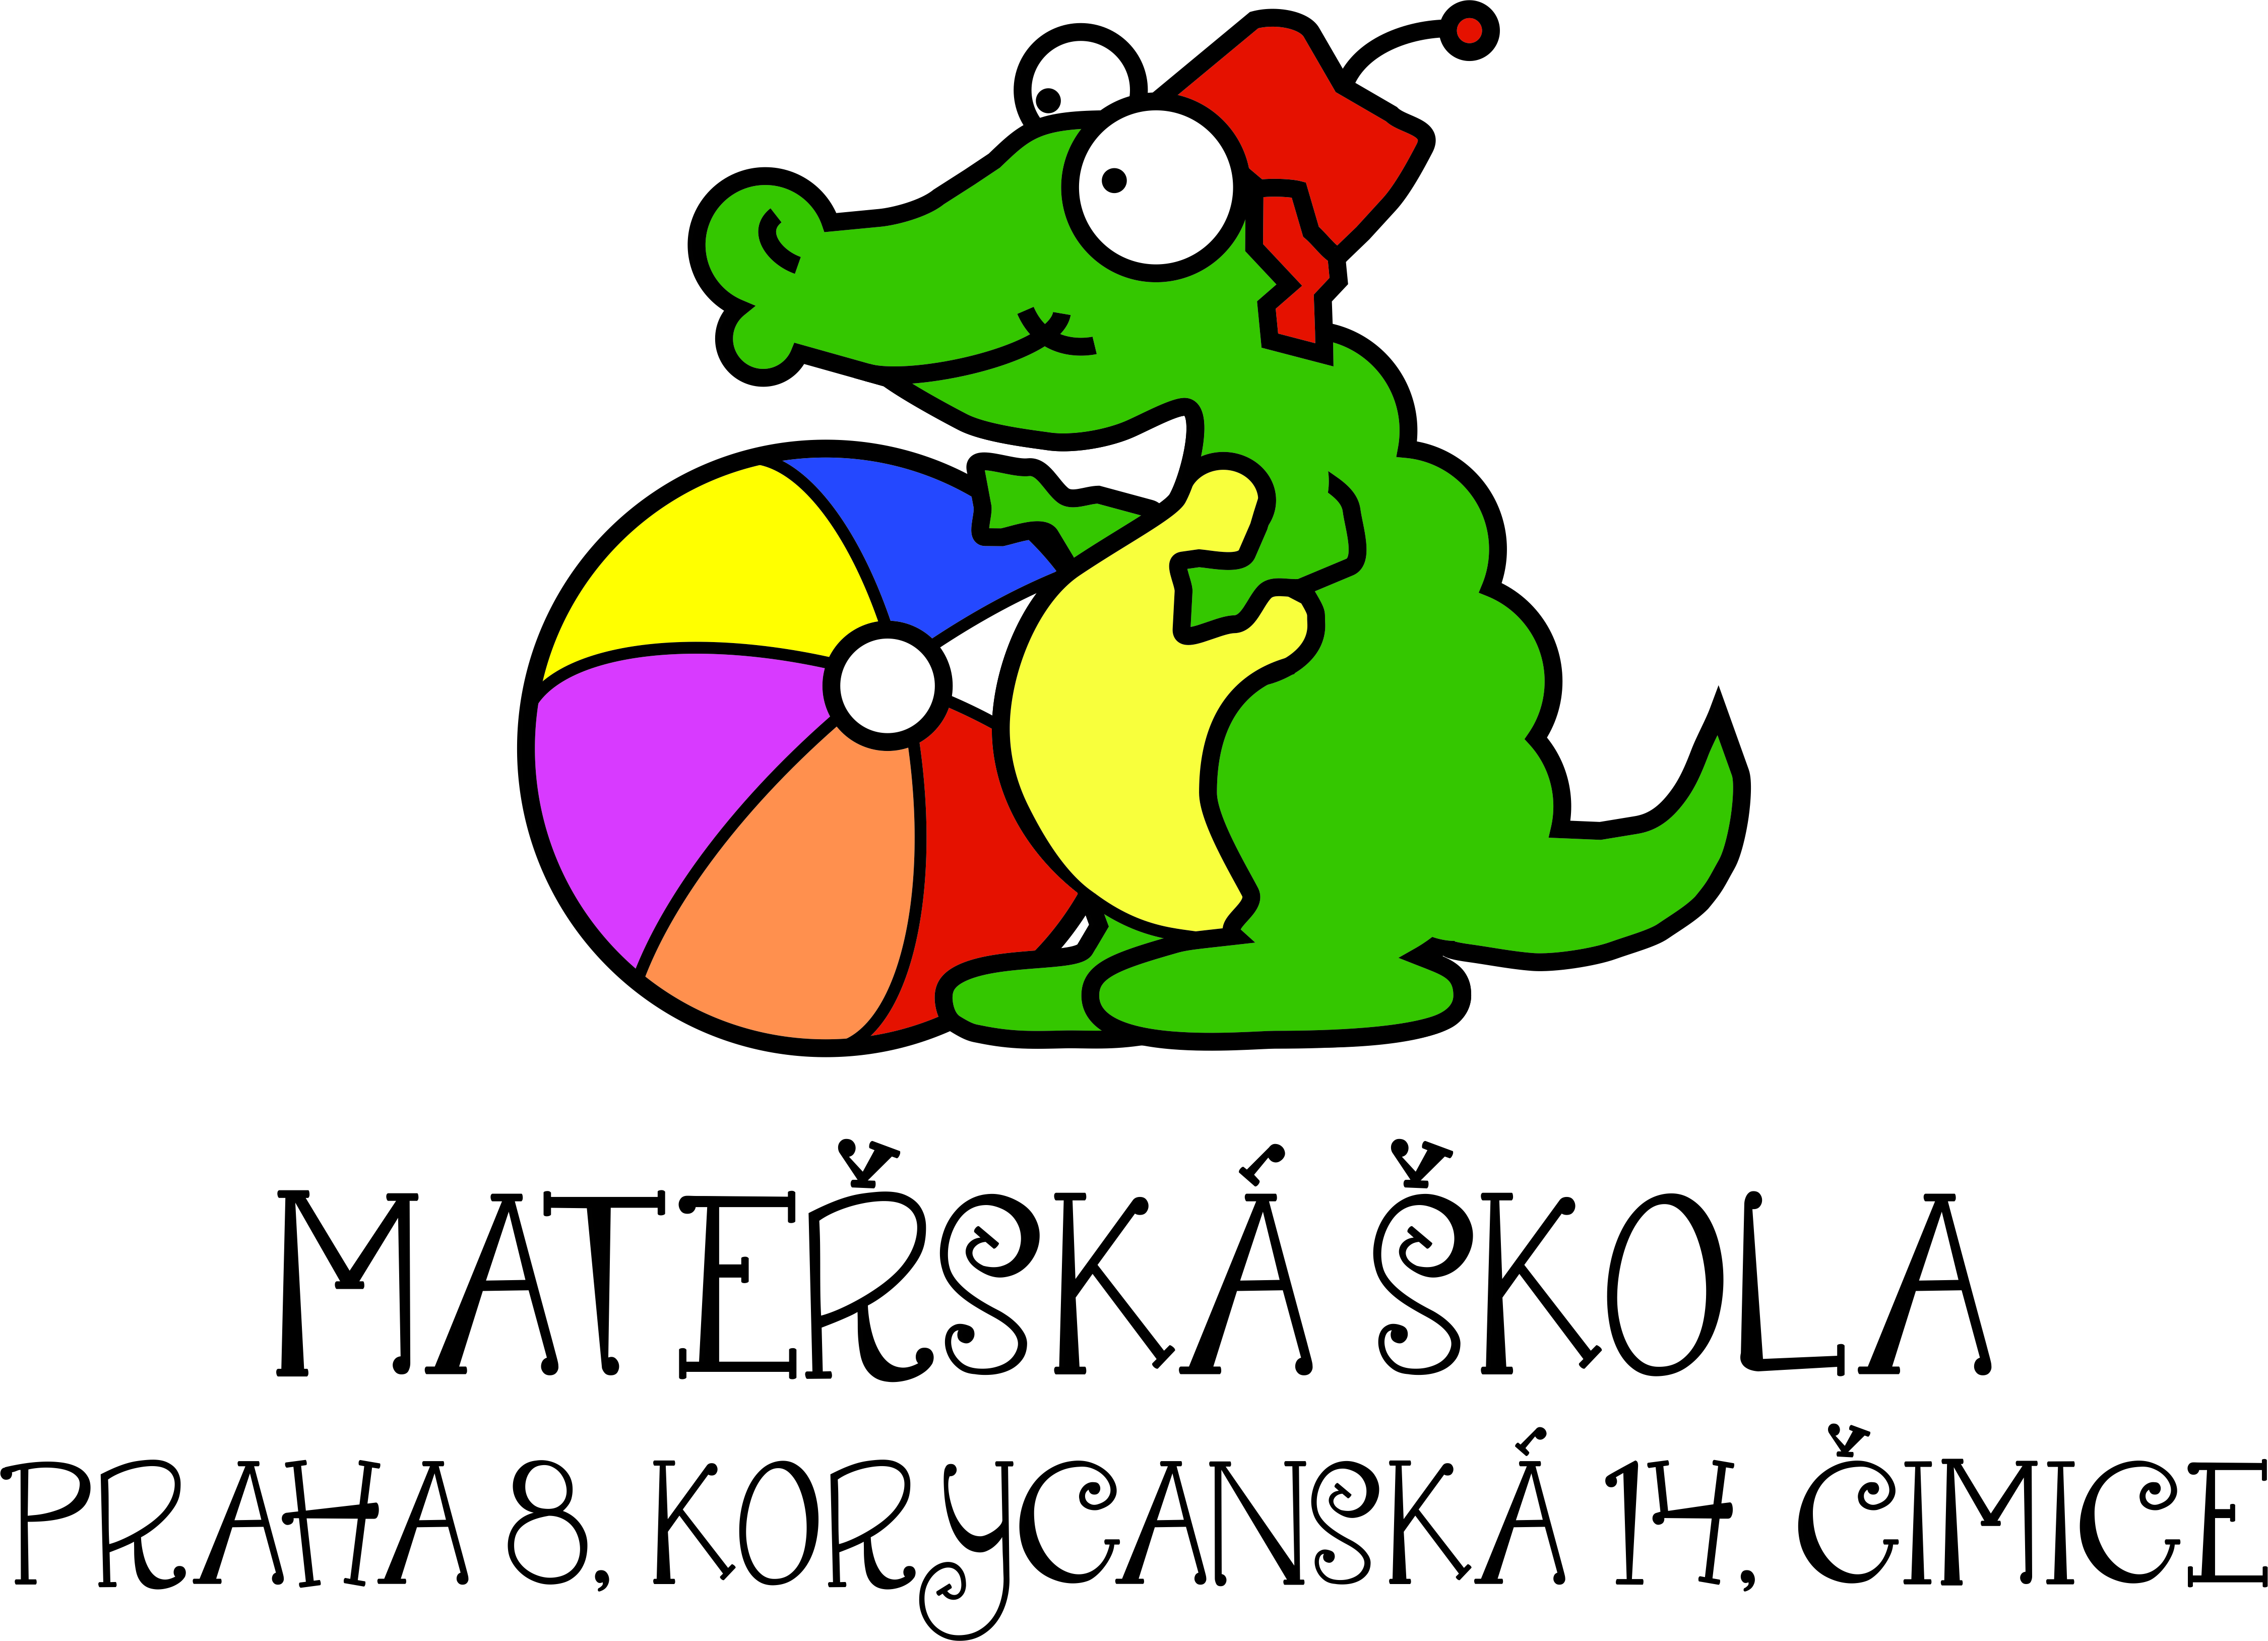 MATEŘSKÁ ŠKOLA
PRAHA 8, KORYCANSKÁ 14, ČIMICE